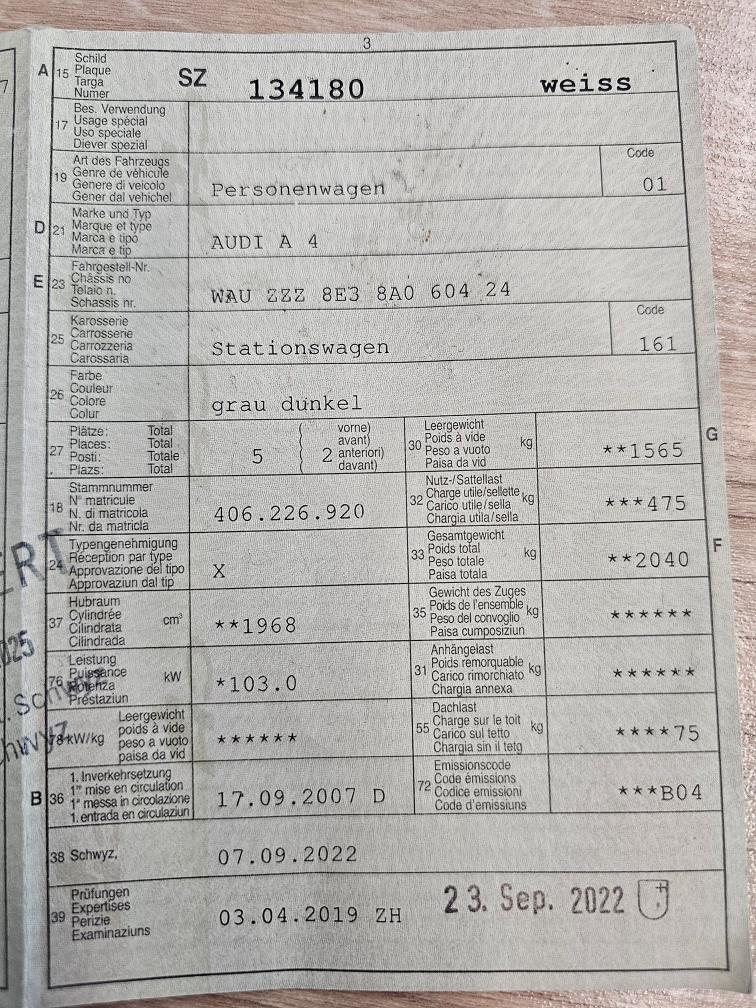 3
A 15 Schild SZ 134180 weiss
Plaque
Targa
Numer
17 Bes. Verwendung
Usage spécial
Uso speciale
Diever spezial
19 Art des Fahrzeugs Code
Genre de véhicule
Genere di veicolo Personenwagen 01
Gener dal vehichel
D 21 Marke und Typ
Marque et type
Marca e tipo AUDI A 4
Marca e tip
E 23 Fahrgestell-Nr.
Châssis no
Telaio n. WAU ZZZ 8E3 8A0 604 24
Schassis nr.
25 Karosserie Code
Carrosserie
Carrozzeria Stationswagen 161
Carossaria
26 Farbe
Couleur
Colore grau dunkel
Colur
27 Plätze: Total vorne)
Places: Total avant)
Posti: Totale 5 ( 2 anteriori)
Plazs: Total davant)
30 Leergewicht G
Poids à vide kg
Peso a vuoto **1565
Paisa da vid
18 Stammnummer
N° matricule
N. di matricola 406.226.920
Nr. da matricla
32 Nutz-/Sattellast
Charge utile/sellette kg
Carico utile/sella ***475
Chargia utila/sella
24 Typengenehmigung
Réception par type
Approvazione del tipo X
Approvaziun dal tip
33 Gesamtgewicht F
Poids total kg
Peso totale **2040
Paisa totala
37 Hubraum
Cylindrée cm³
Cilindrata **1968
Cilindrada
35 Gewicht des Zuges
Poids de l'ensemble kg
Peso del convoglio ******
Paisa cumposiziun
76 Leistung
Puissance kW
Potenza *103.0
Prestaziun
31 Anhängelast
Poids remorquable kg
Carico rimorchiato ******
Chargia annexa
78 kW/kg Leergewicht
poids à vide
peso a vuoto ******
paisa da vid
55 Dachlast
Charge sur le toit kg
Carico sul tetto ****75
Chargia sin il tetg
B 36 1. Inverkehrsetzung
1re mise en circulation
1a messa in circolazione 17.09.2007 D
1. entrada en circulaziun
72 Emissionscode
Code émissions
Codice emissioni ***B04
Code d'emissiuns
38 Schwyz, 07.09.2022
39 Prüfungen
Expertises 23. Sep. 2022
Perizie 03.04.2019 ZH
Examinaziuns
ERT
025
Schwyz